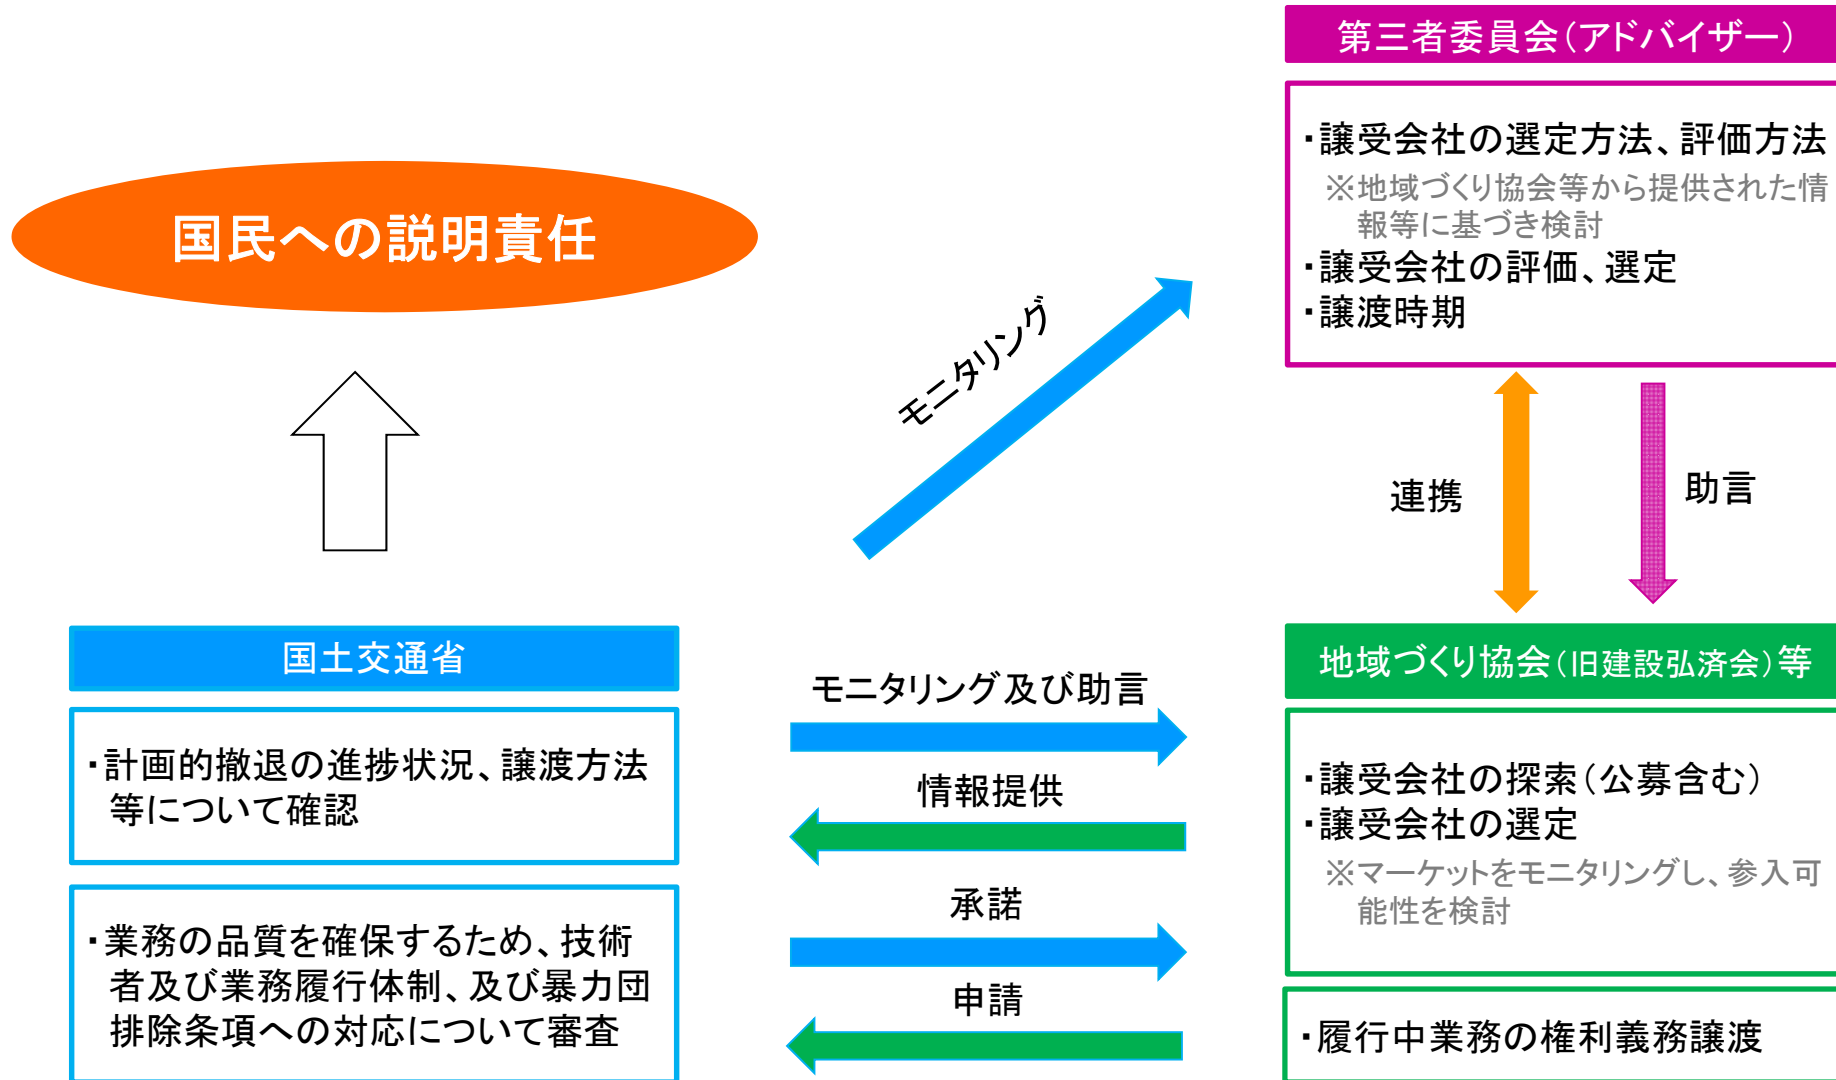 第三者委員会（アドバイザー）
・譲受会社の選定方法、評価方法
※地域づくり協会等から提供された情
報等に基づき検討
・譲受会社の評価、選定
・譲渡時期
国民への説明責任
モニタリング
連携
助言
国土交通省
・計画的撤退の進捗状況、譲渡方法
等について確認
・業務の品質を確保するため、技術
者及び業務履行体制、及び暴力団
排除条項への対応について審査
モニタリング及び助言
情報提供
承諾
申請
地域づくり協会（旧建設弘済会）等
・譲受会社の探索（公募含む）
・譲受会社の選定
※マーケットをモニタリングし、参入可
能性を検討
・履行中業務の権利義務譲渡